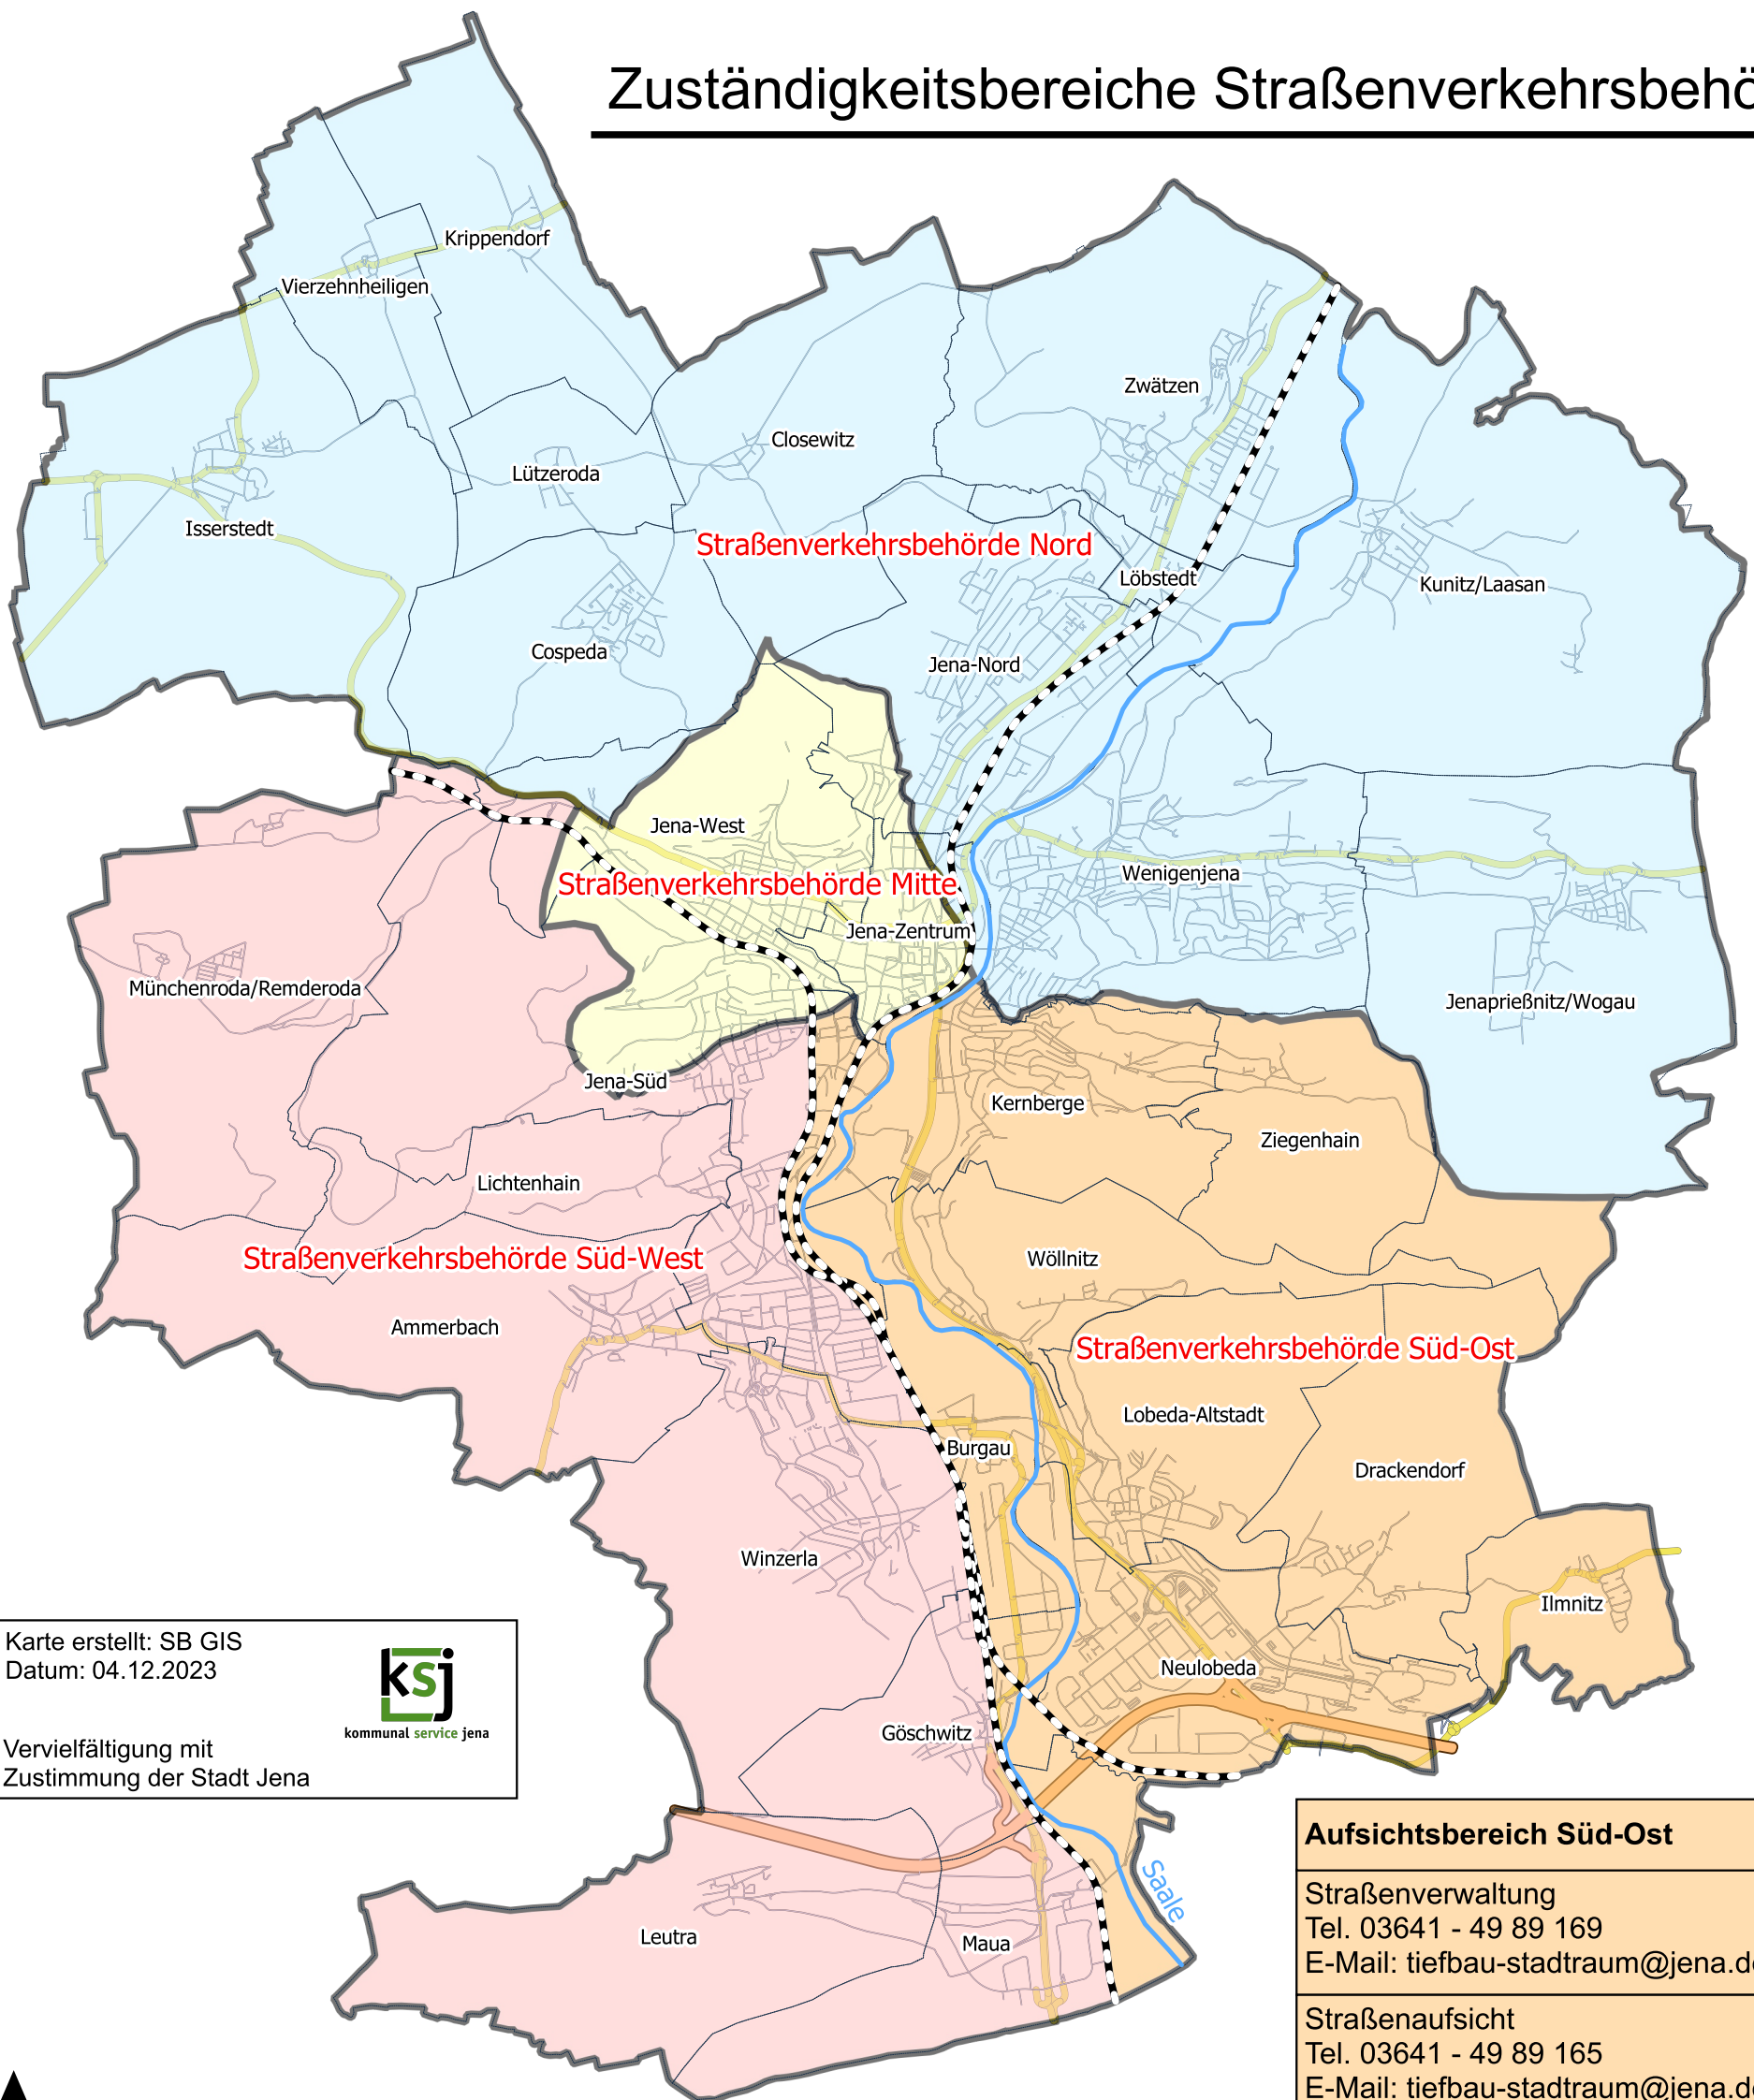 Zuständigkeitsbereiche Straßenverkehrsbehö
Krippendorf
Vierzehnheiligen
Zwätzen
Closewitz
Lützeroda
Isserstedt
Straßenverkehrsbehörde Nord
Löbstedt
Kunitz/Laasan
Cospeda
Jena-Nord
Jena-West
Wenigenjena
Straßenverkehrsbehörde Mitte
Jena-Zentrum
Münchenroda/Remderoda
Jenaprießnitz/Wogau
Jena-Süd
Kernberge
Ziegenhain
Lichtenhain
Straßenverkehrsbehörde Süd-West
Wöllnitz
Ammerbach
Straßenverkehrsbehörde Süd-Ost
Lobeda-Altstadt
Burgau
Drackendorf
Winzerla
Ilmnitz
Neulobeda
Göschwitz
Saale
Leutra
Maua
Karte erstellt: SB GIS
Datum: 04.12.2023
ksj
kommunal service jena
Vervielfältigung mit
Zustimmung der Stadt Jena
Aufsichtsbereich Süd-Ost
Straßenverwaltung
Tel. 03641 - 49 89 169
E-Mail: tiefbau-stadtraum@jena.de
Straßenaufsicht
Tel. 03641 - 49 89 165
E-Mail: tiefbau-stadtraum@jena.de